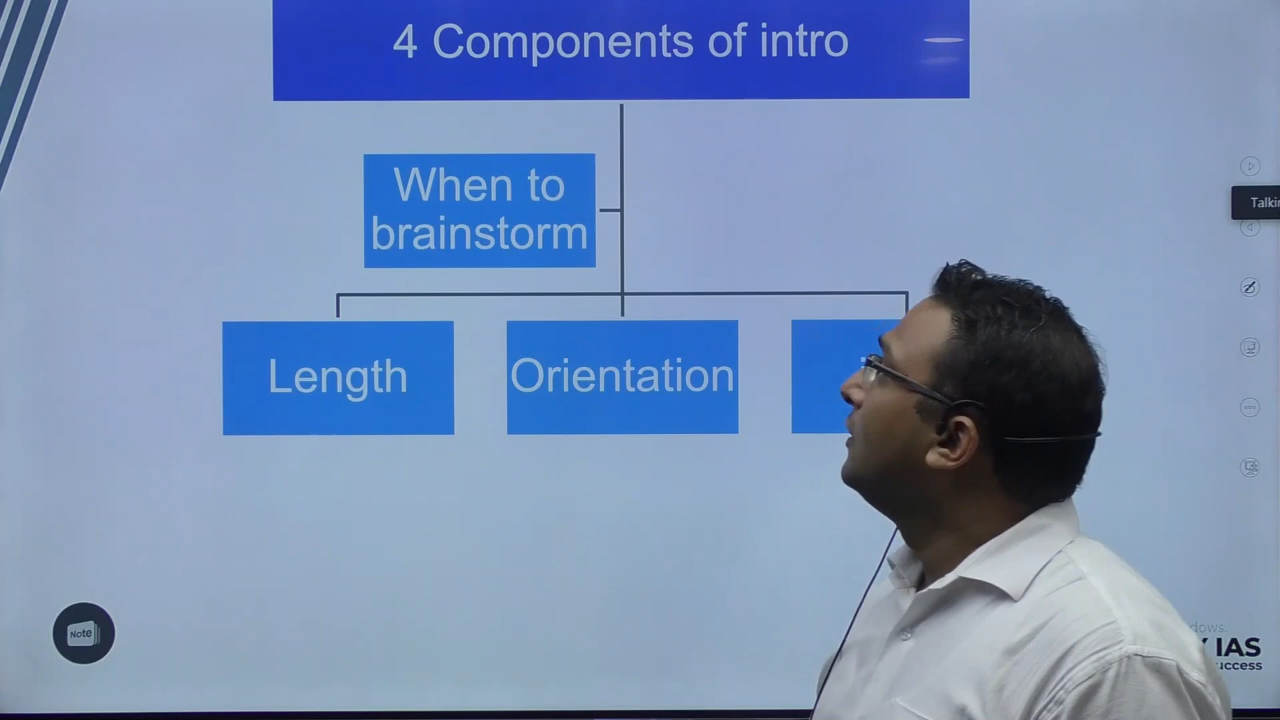 4 Components of intro
When to
brainstorm
Length
Orientation
Note
IAS